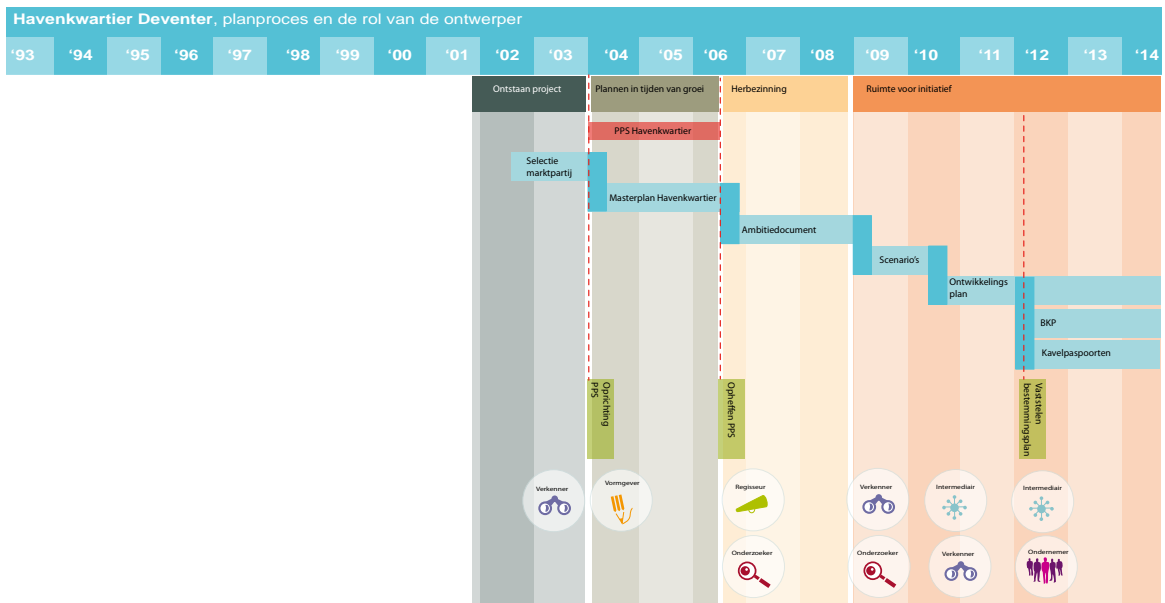 Havenkwartier Deventer, planproces en de rol van de ontwerper
‘93 ‘94 ‘95 ‘96 ‘97 ‘98 ‘99 ‘00 ‘01 ‘02 ‘03 ‘04 ‘05 ‘06 ‘07 ‘08 ‘09 ‘10 ‘11 ‘12 ‘13 ‘14
Ontstaan project
Plannen in tijden van groei
Herbezinning
Ruimte voor initiatief
PPS Havenkwartier
Selectie
marktpartij
Masterplan Havenkwartier
Ambitiedocument
Scenario's
Ontwikkelings
plan
BKP
Kavelpaspoorten
Oprichting
PPS
Opheffen PPS
Vaststelen
bestemmingsplan
Verkenner
Vormgever
Regisseur
Verkenner
Intermediair
Intermediair
Onderzoeker
Onderzoeker
Verkenner
Ondernemer